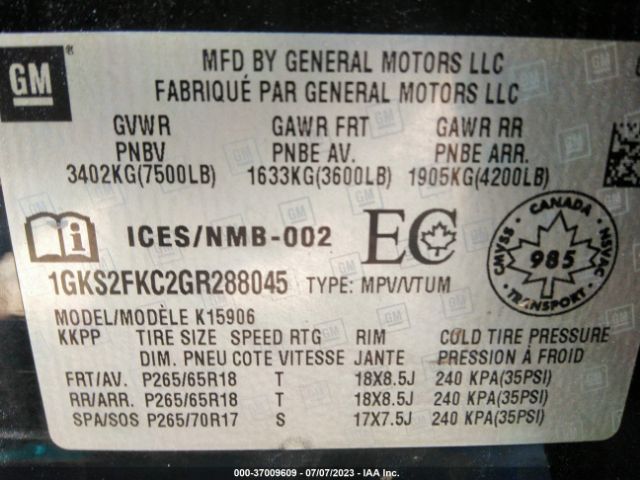 GM
MFD BY GENERAL MOTORS LLC
FABRIQUÉ PAR GENERAL MOTORS LLC
GVWR GAWR FRT GAWR RR
PNBV PNBE AV. PNBE ARR.
3402KG(7500LB) 1633KG(3600LB) 1905KG(4200LB)
ICES/NMB-002 EC
CANADA
CMVSS 985 NSVAC
TRANSPORT
1GKS2FKC2GR288045 TYPE: MPV/VTUM
MODEL/MODÈLE K15906
KKPP TIRE SIZE SPEED RTG RIM COLD TIRE PRESSURE
DIM. PNEU COTE VITESSE JANTE PRESSION À FROID
FRT/AV. P265/65R18 T 18X8.5J 240 KPA(35PSI)
RR/ARR. P265/65R18 T 18X8.5J 240 KPA(35PSI)
SPA/SOS P265/70R17 S 17X7.5J 240 KPA(35PSI)
000-37009609 - 07/07/2023 - IAA Inc.